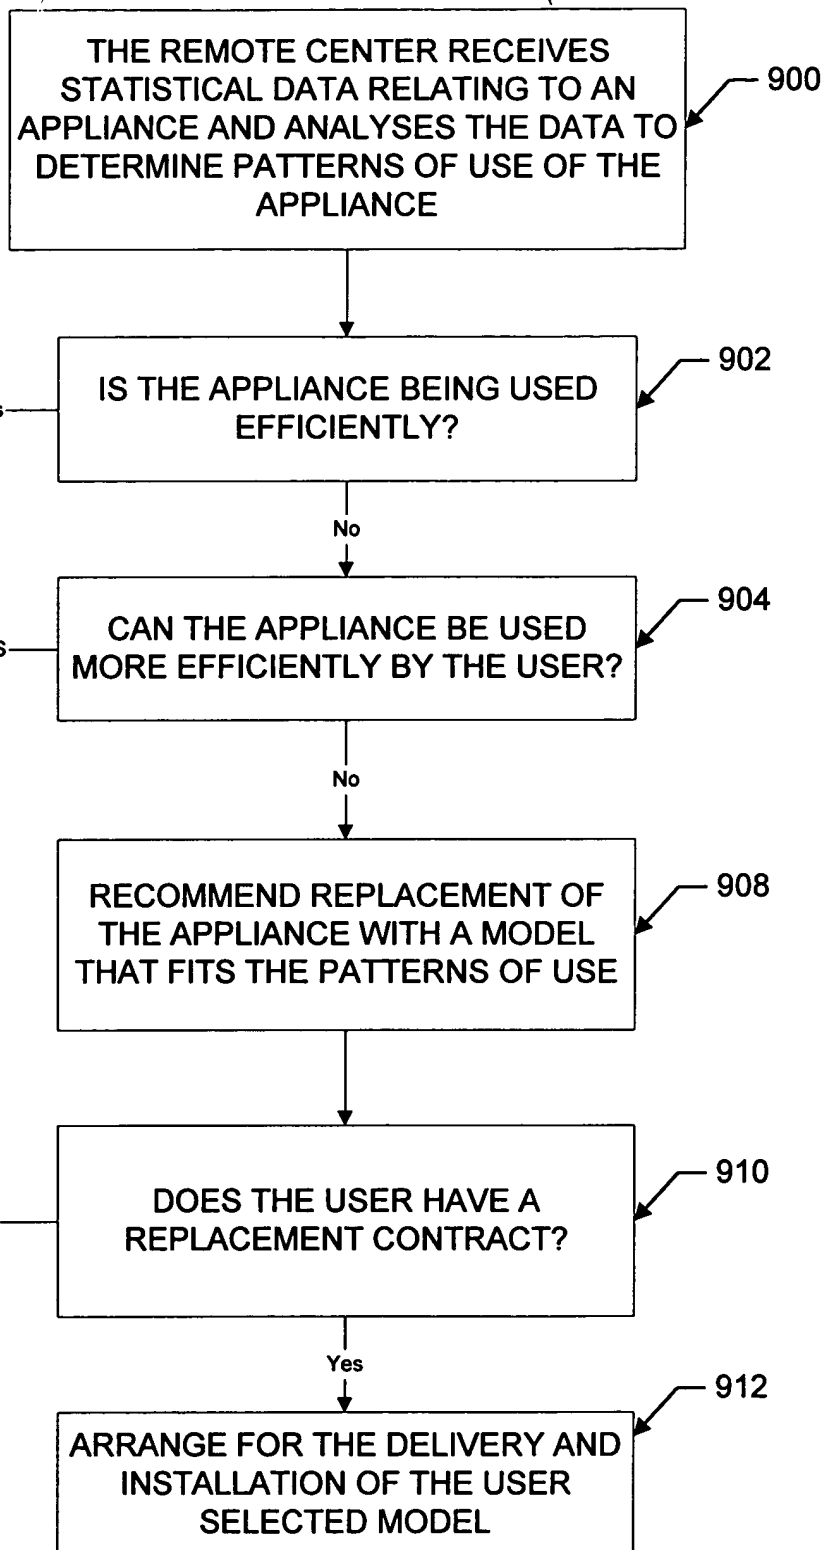 THE REMOTE CENTER RECEIVES
STATISTICAL DATA RELATING TO AN
APPLIANCE AND ANALYSES THE DATA TO
DETERMINE PATTERNS OF USE OF THE
APPLIANCE
900
IS THE APPLIANCE BEING USED
EFFICIENTLY?
902
s
No
CAN THE APPLIANCE BE USED
MORE EFFICIENTLY BY THE USER?
904
s
No
RECOMMEND REPLACEMENT OF
THE APPLIANCE WITH A MODEL
THAT FITS THE PATTERNS OF USE
908
DOES THE USER HAVE A
REPLACEMENT CONTRACT?
910
Yes
912
ARRANGE FOR THE DELIVERY AND
INSTALLATION OF THE USER
SELECTED MODEL